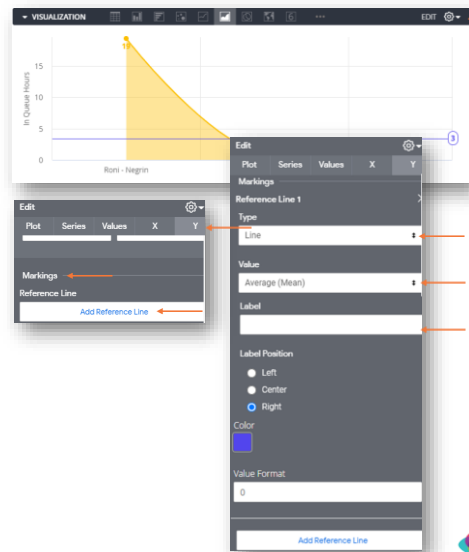 VISUALIZATION
EDIT
19
15
10
5
0
In Queue Hours
Roni - Negrin
3
Edit
Plot Series Values X Y
Markings
Reference Line
Add Reference Line
Edit
Plot Series Values X Y
Markings
Reference Line 1
Type
Line
Value
Average (Mean)
Label
Label Position
Left
Center
Right
Color
Value Format
0
Add Reference Line